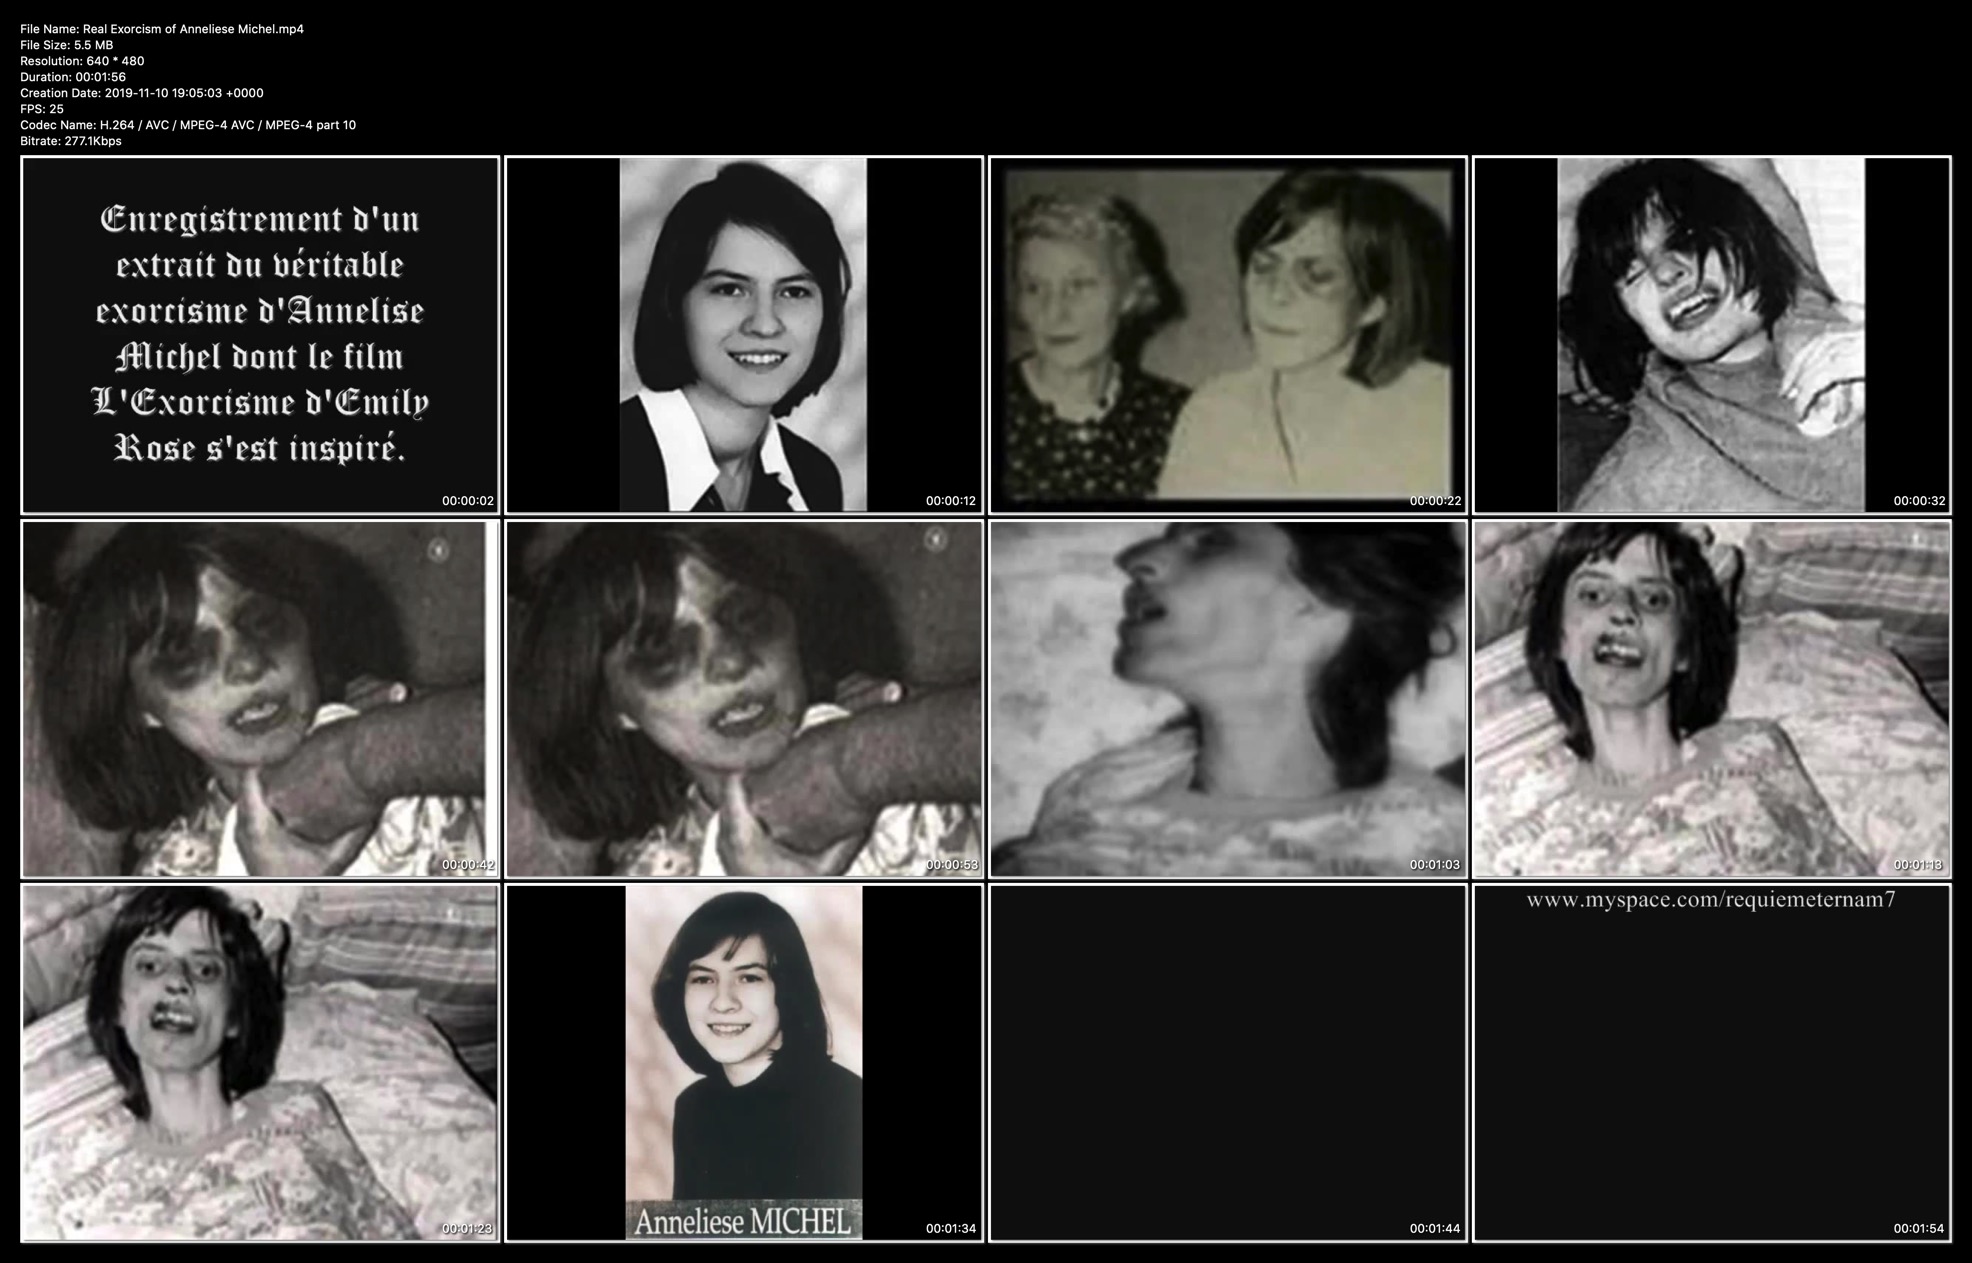 File Name: Real Exorcism of Anneliese Michel.mp4
File Size: 5.5 MB
Resolution: 640 * 480
Duration: 00:01:56
Creation Date: 2019-11-10 19:05:03 +0000
FPS: 25
Codec Name: H.264 / AVC / MPEG-4 AVC / MPEG-4 part 10
Bitrate: 277.1Kbps
Enregistrement d'un
extrait du véritable
exorcisme d'Annelise
Michel dont le film
L'Exorcisme d'Emily
Rose s'est inspiré.
00:00:02
00:00:12
00:00:22
00:00:32
00:00:42
00:00:53
00:01:03
00:01:13
00:01:23
Anneliese MICHEL
00:01:34
00:01:44
www.myspace.com/requiemeternam7
00:01:54